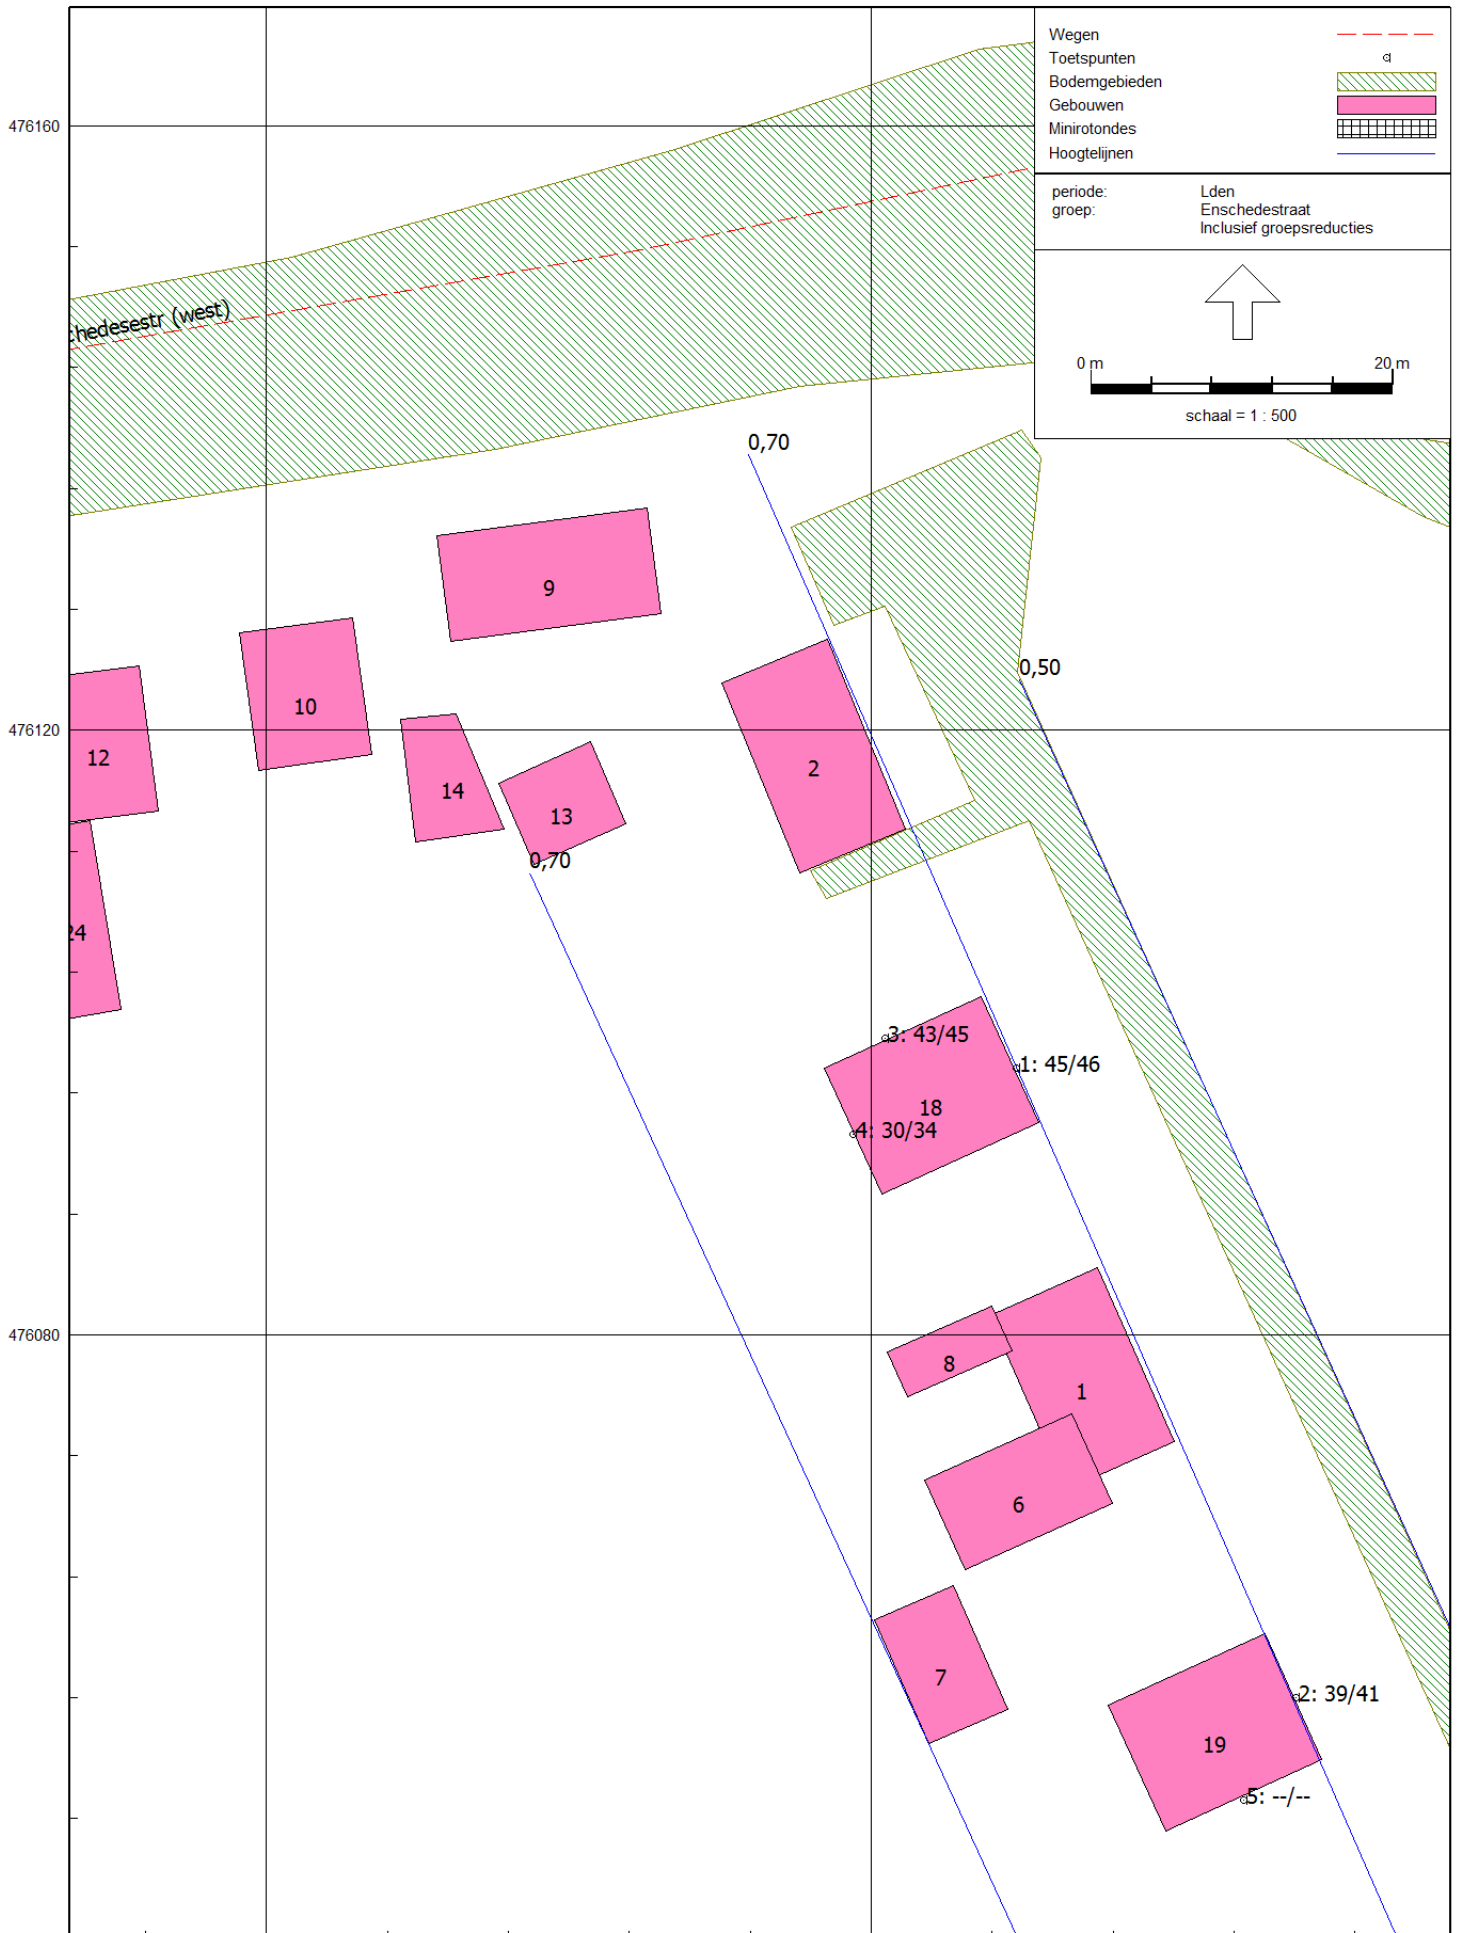 Wegen
Toetspunten
Bodemgebieden
Gebouwen
Minirotondes
Hoogtelijnen
periode: Lden
groep: Enschedestraat
Inclusief groepsreducties
0 m 20 m
schaal = 1 : 500
476160
chedesestr (west)
0,70
9
0,50
10
476120
12
2
14
13
0,70
24
3: 43/45
1: 45/46
18
4: 30/34
476080
8
1
6
7
2: 39/41
19
5: --/--